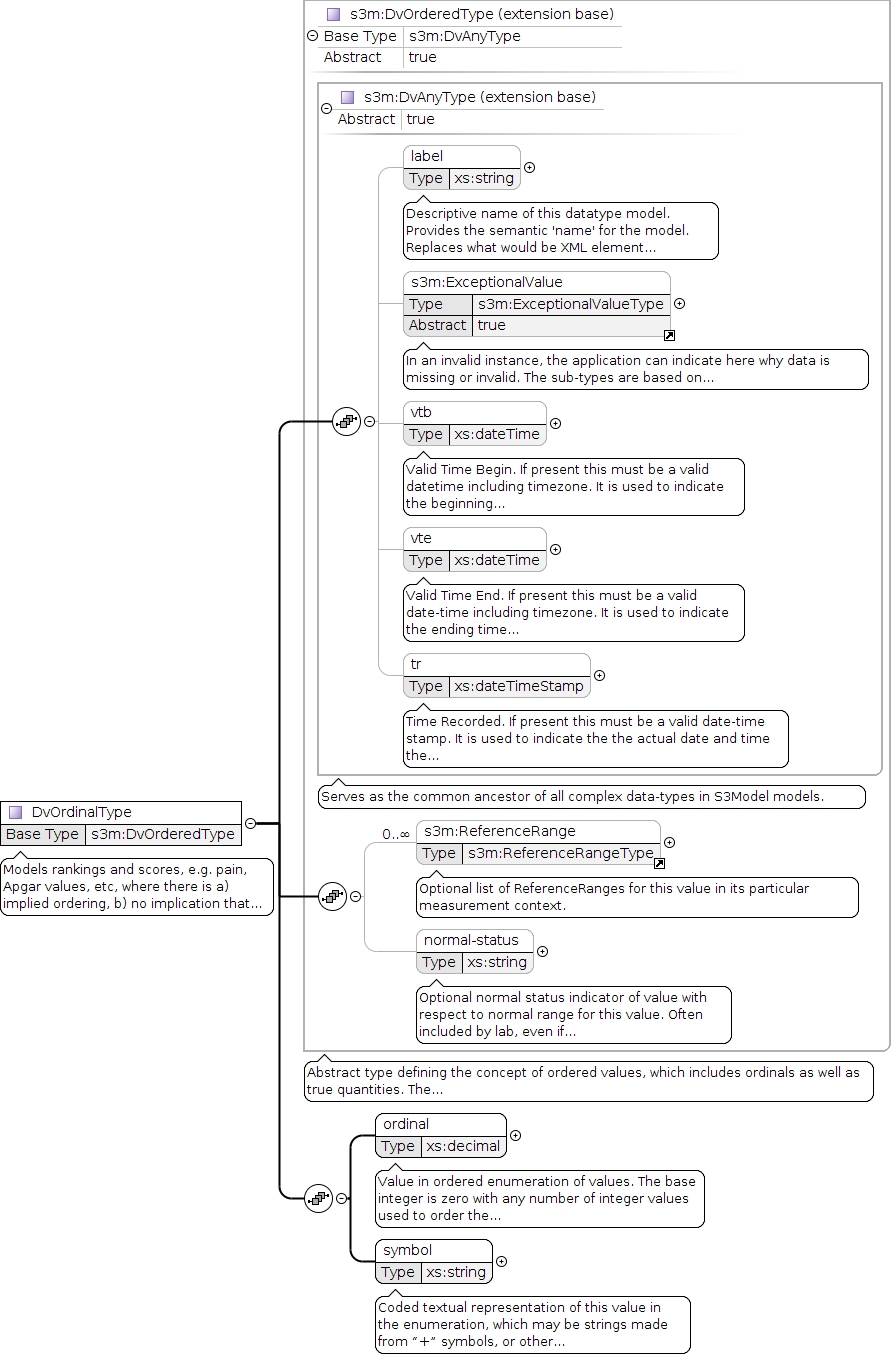 s3m:DvOrderedType (extension base)
Base Type s3m:DvAnyType
Abstract true
s3m:DvAnyType (extension base)
Abstract true
label
Type xs:string
Descriptive name of this datatype model.
Provides the semantic 'name' for the model.
Replaces what would be XML element...
s3m:ExceptionalValue
Type s3m:ExceptionalValueType
Abstract true
In an invalid instance, the application can indicate here why data is
missing or invalid. The sub-types are based on...
vtb
Type xs:dateTime
Valid Time Begin. If present this must be a valid
datetime including timezone. It is used to indicate
the beginning...
vte
Type xs:dateTime
Valid Time End. If present this must be a valid
date-time including timezone. It is used to indicate
the ending time...
tr
Type xs:dateTimeStamp
Time Recorded. If present this must be a valid date-time
stamp. It is used to indicate the the actual date and time
the...
Serves as the common ancestor of all complex data-types in S3Model models.
DvOrdinalType
Base Type s3m:DvOrderedType
Models rankings and scores, e.g. pain,
Apgar values, etc, where there is a)
implied ordering, b) no implication that...
0..∞
s3m:ReferenceRange
Type s3m:ReferenceRangeType
Optional list of ReferenceRanges for this value in its particular
measurement context.
normal-status
Type xs:string
Optional normal status indicator of value with
respect to normal range for this value. Often
included by lab, even if...
Abstract type defining the concept of ordered values, which includes ordinals as well as
true quantities. The...
ordinal
Type xs:decimal
Value in ordered enumeration of values. The base
integer is zero with any number of integer values
used to order the...
symbol
Type xs:string
Coded textual representation of this value in
the enumeration, which may be strings made
from “+” symbols, or other...